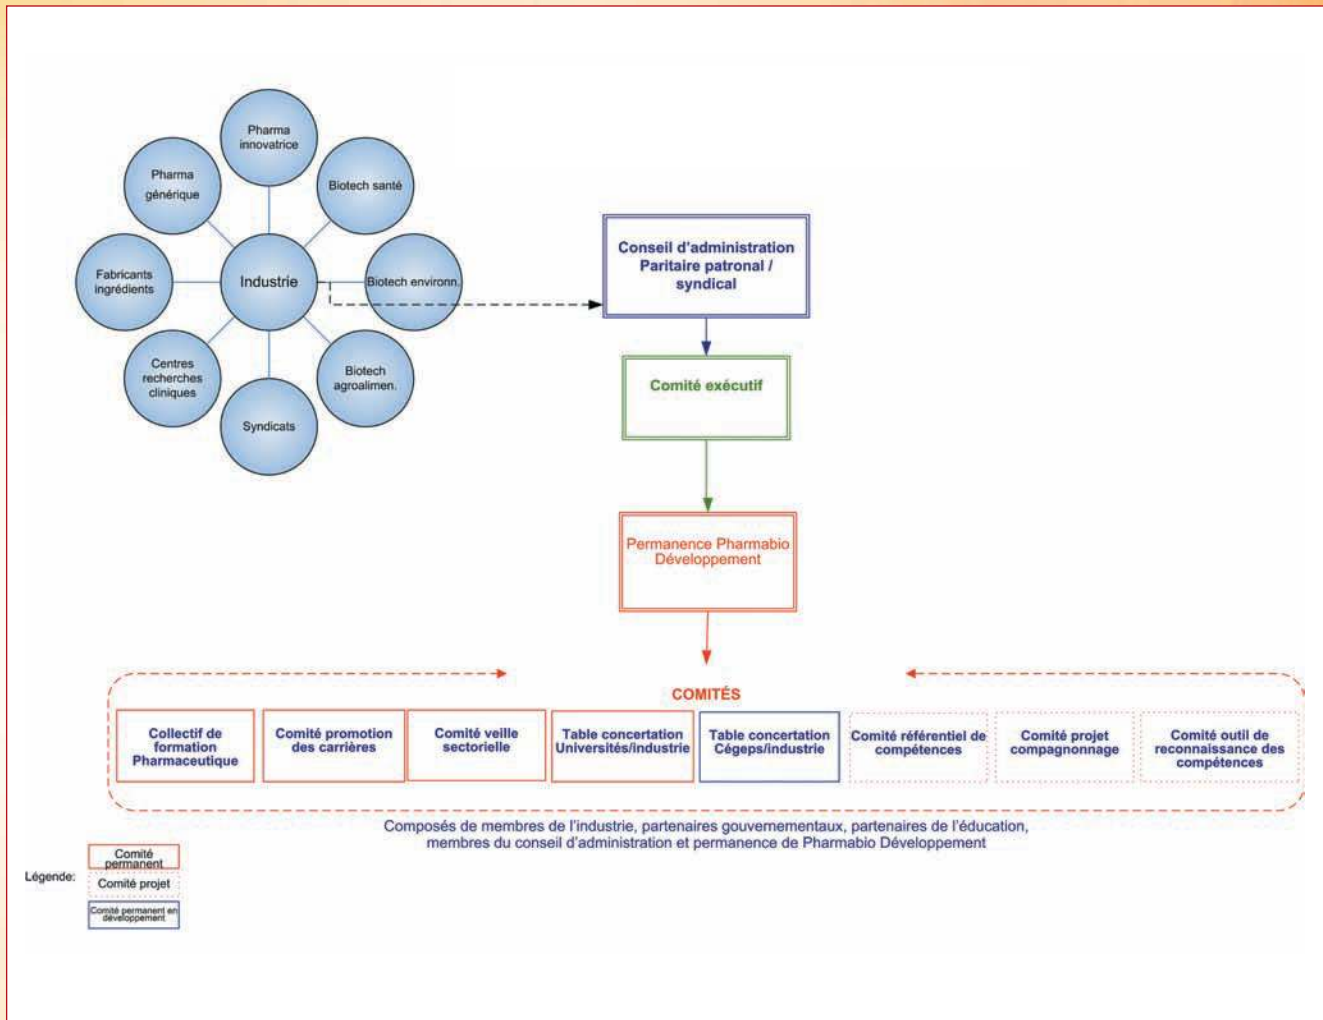 Pharma
innovatrice
Pharma
générique
Biotech santé
Fabricants
ingrédients
Industrie
Biotech environn.
Centres
recherches
cliniques
Biotech
agroalimen.
Syndicats
Conseil d'administration
Paritaire patronal /
syndical
Comité exécutif
Permanence Pharmabio
Développement
COMITÉS
Collectif de
formation
Pharmaceutique
Comité promotion
des carrières
Comité veille
sectorielle
Table concertation
Universités/industrie
Table concertation
Cégeps/industrie
Comité référentiel de
compétences
Comité projet
compagnonnage
Comité outil de
reconnaissance des
compétences
Composés de membres de l'industrie, partenaires gouvernementaux, partenaires de l'éducation,
membres du conseil d'administration et permanence de Pharmabio Développement
Légende:
Comité
permanent
Comité projet
Comité permanent en
développement